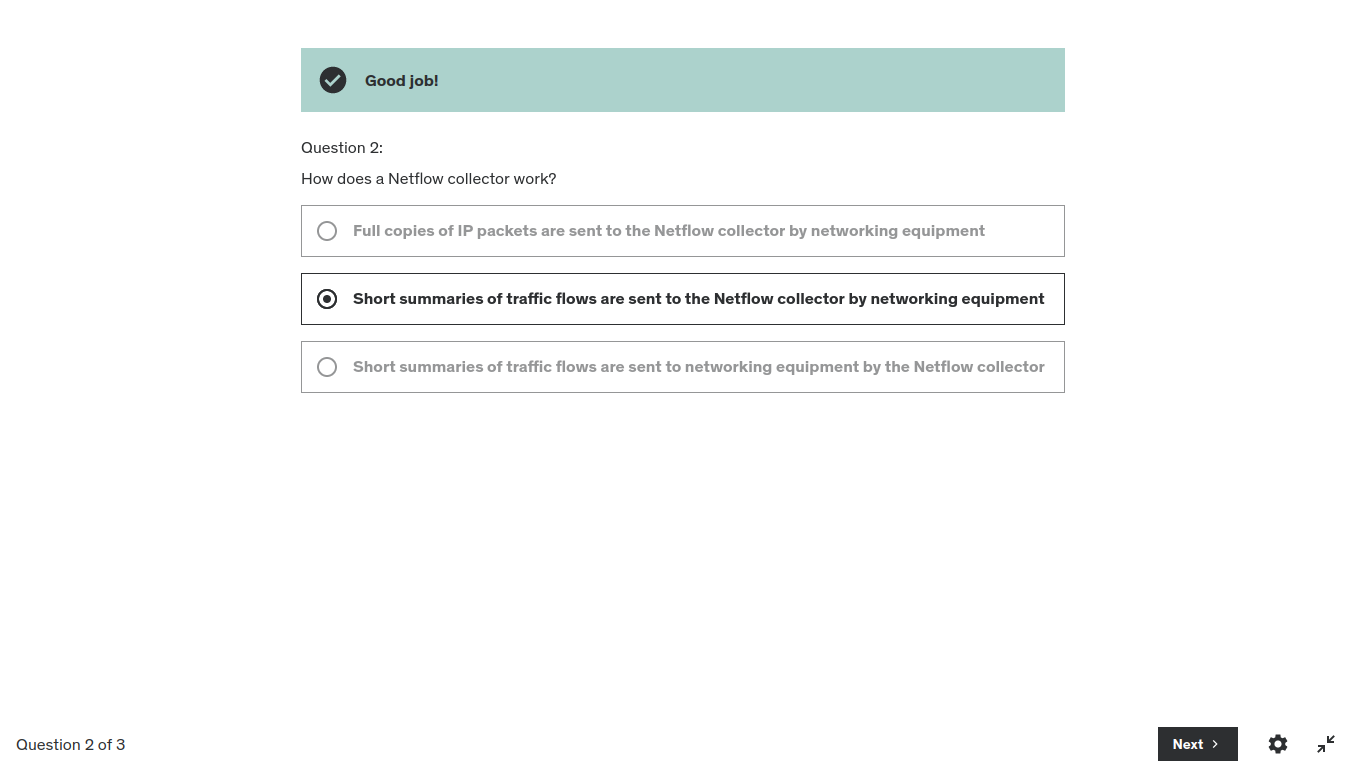 Good job!
Question 2:
How does a Netflow collector work?
Full copies of IP packets are sent to the Netflow collector by networking equipment
Short summaries of traffic flows are sent to the Netflow collector by networking equipment
Short summaries of traffic flows are sent to networking equipment by the Netflow collector
Question 2 of 3
Next